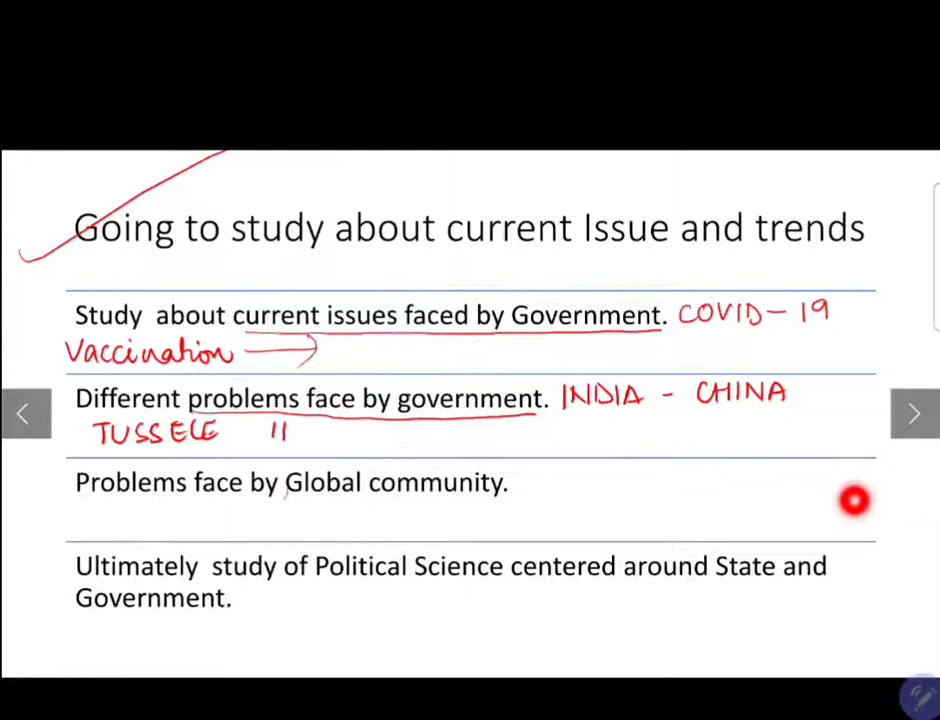 Going to study about current Issue and trends
Study about current issues faced by Government. COVID-19
Vaccination
Different problems face by government. INDIA - CHINA
TUSSELE 11
Problems face by Global community.
Ultimately study of Political Science centered around State and
Government.